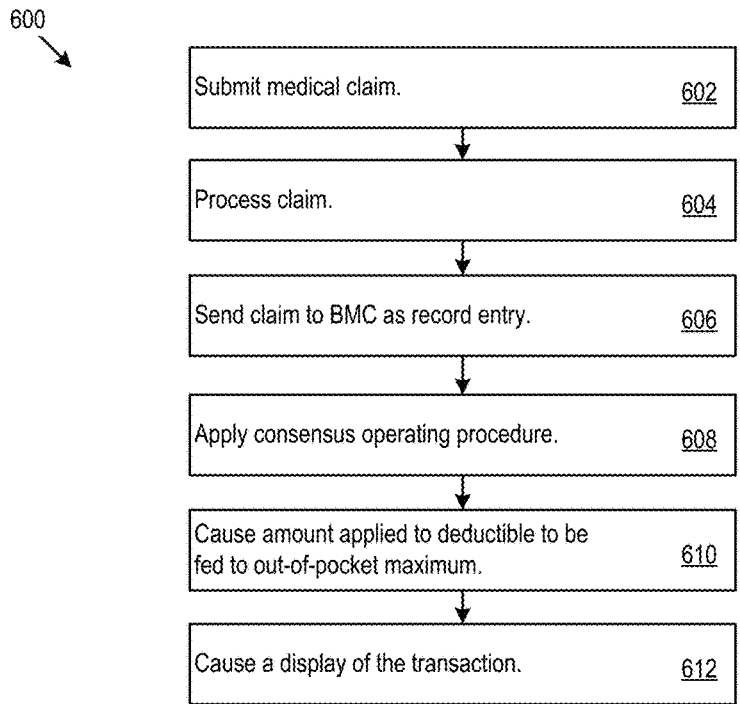 600
Submit medical claim.
602
Process claim.
604
Send claim to BMC as record entry.
606
Apply consensus operating procedure.
608
Cause amount applied to deductible to be
fed to out-of-pocket maximum.
610
Cause a display of the transaction.
612